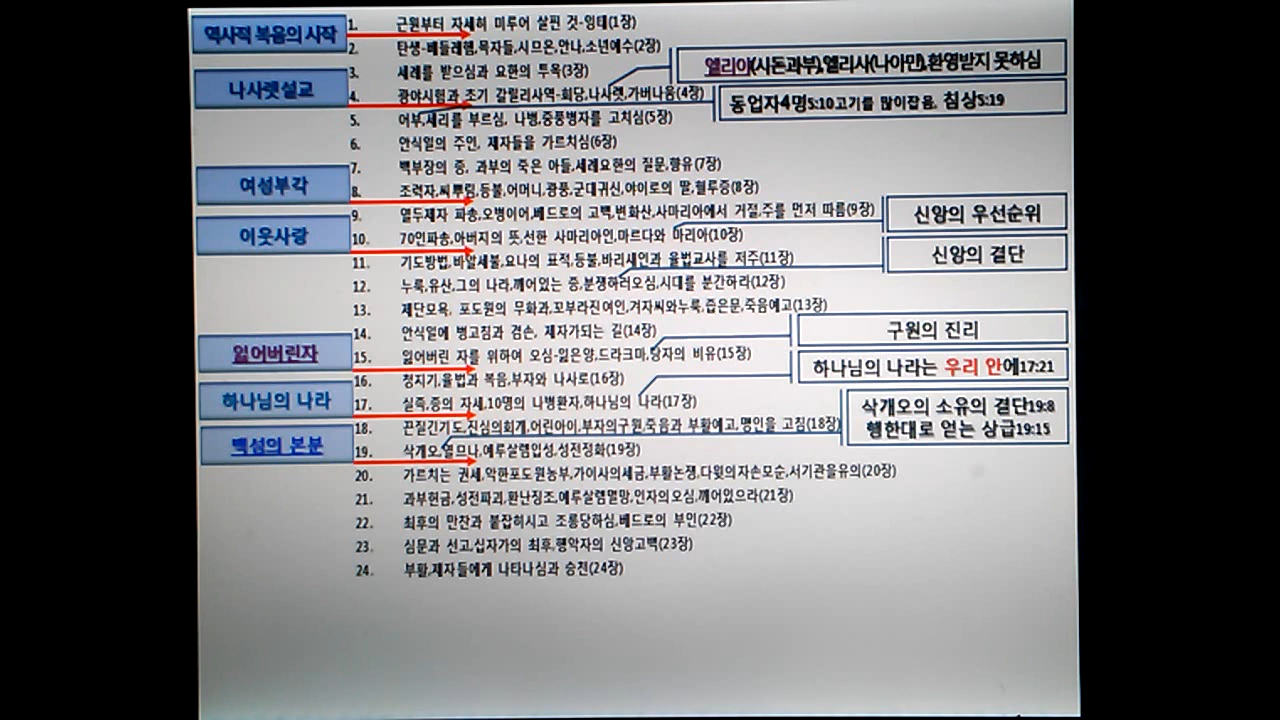 역사적 복음의 시작
1. 근원부터 자세히 미루어 살핀 것-잉태(1장)
2. 탄생-베들레헴,목자들,시므온,안나,소년예수(2장)
엘리야(시돈과부),엘리사(나아만),환영받지 못하심
3. 세례를 받으심과 요한의 투옥(3장)
나사렛설교
4. 광야시험과 초기 갈릴리사역-회당,나사렛,가버나움(4장)
동업자4명5:10고기를 많이잡음, 침상5:19
5. 어부,세리를 부르심, 나병,중풍병자를 고치심(5장)
6. 안식일의 주인, 제자들을 가르치심(6장)
7. 백부장의 종, 과부의 죽은 아들,세례요한의 질문,향유(7장)
여성부각
8. 조력자,씨뿌림,등불,어머니,광풍,군대귀신,야이로의 딸,혈루증(8장)
9. 열두제자 파송,오병이어,베드로의 고백,변화산,사마리아에서 거절,주를 먼저 따름(9장)
신앙의 우선순위
이웃사랑
10. 70인파송,아버지의 뜻,선한 사마리아인,마르다와 마리아(10장)
신앙의 결단
11. 기도방법,바알세불,요나의 표적,등불,바리새인과 율법교사를 저주(11장)
12. 누룩,유산,그의 나라,깨어있는 종,분쟁하러오심,시대를 분간하라(12장)
13. 제단모욕, 포도원의 무화과,꼬부라진여인,겨자씨와누룩,좁은문,죽음예고(13장)
14. 안식일에 병고침과 겸손, 제자가되는 길(14장)
구원의 진리
잃어버린자
15. 잃어버린 자를 위하여 오심-잃은양,드라크마,탕자의 비유(15장)
하나님의 나라는 우리 안에17:21
16. 청지기,율법과 복음,부자와 나사로(16장)
하나님의 나라
17. 실족,종의 자세,10명의 나병환자,하나님의 나라(17장)
삭개오의 소유의 결단19:8
행한대로 얻는 상급19:15
18. 끈질긴기도,진심의회개,어린아이,부자의구원,죽음과 부활예고,맹인을 고침(18장)
백성의 본분
19. 삭개오,열므나,예루살렘입성,성전정화(19장)
20. 가르치는 권세,악한포도원농부,가이사의세금,부활논쟁,다윗의자손모순,서기관을유의(20장)
21. 과부헌금,성전파괴,환난징조,예루살렘멸망,인자의오심,깨어있으라(21장)
22. 최후의 만찬과 붙잡히시고 조롱당하심,베드로의 부인(22장)
23. 심문과 선고,십자가의 최후,행악자의 신앙고백(23장)
24. 부활,제자들에게 나타나심과 승천(24장)